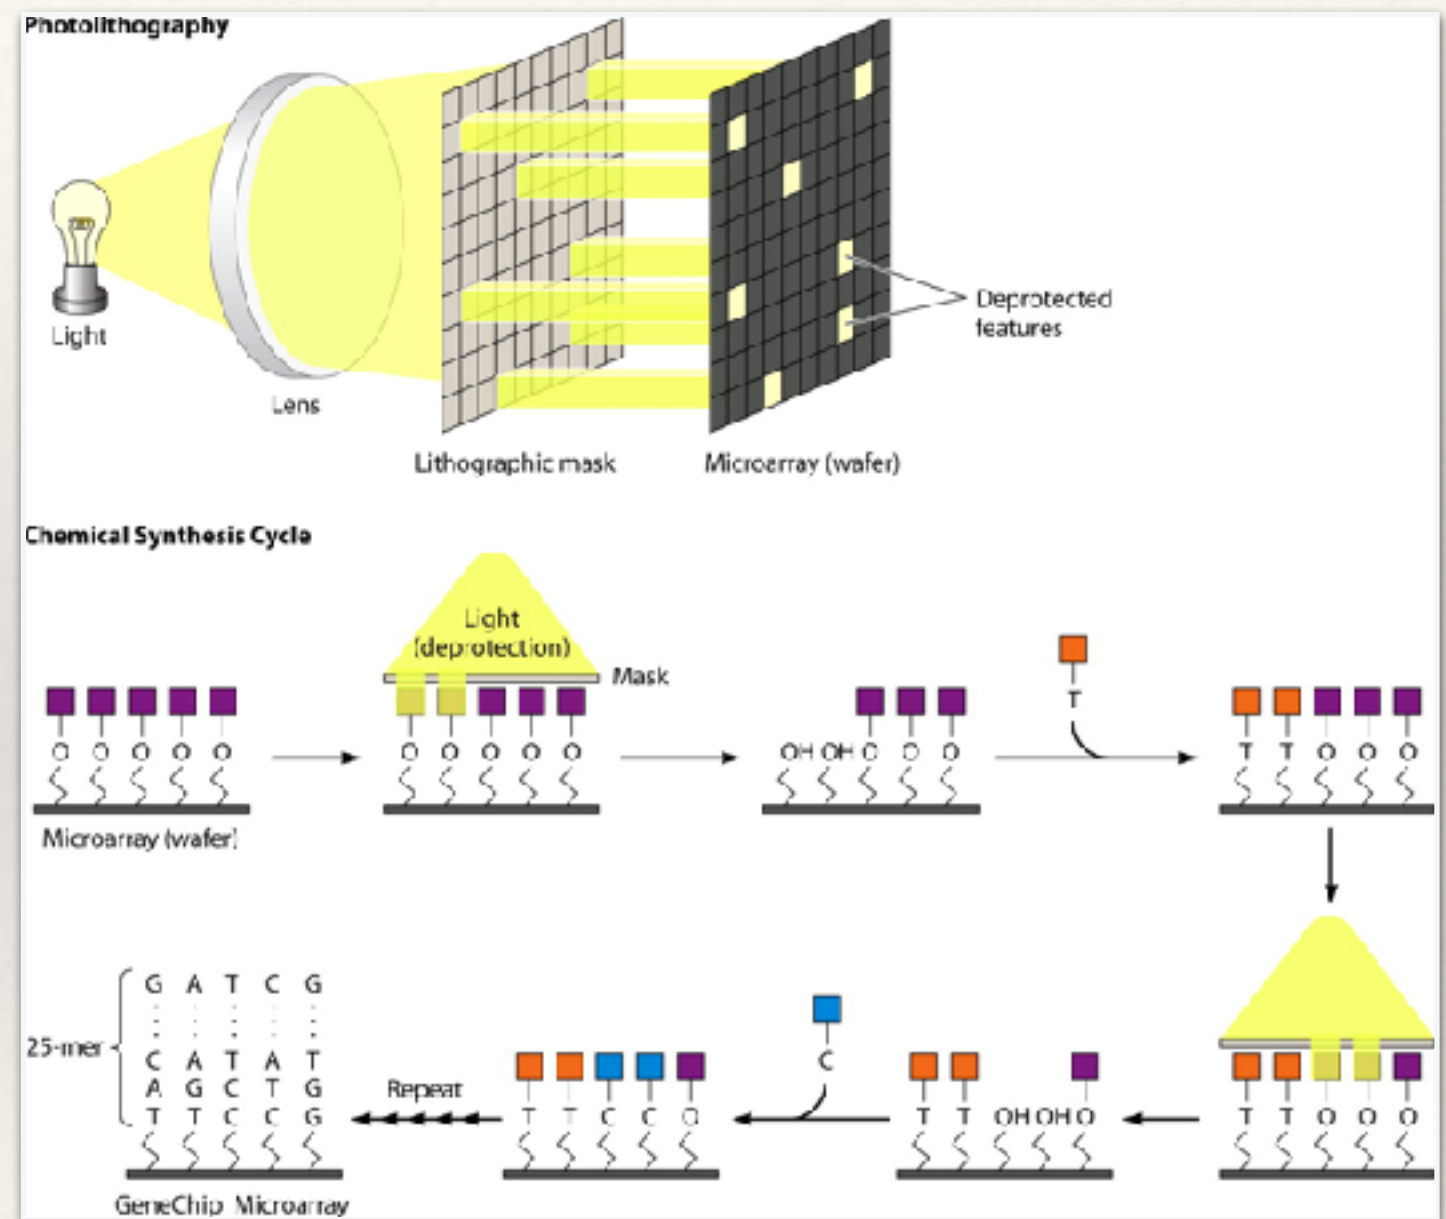 Photolithography
Light
Lens
Lithographic mask
Microarray (wafer)
Deprotected
features
Chemical Synthesis Cycle
Light
(deprotection)
Mask
O O O O O
Microarray (wafer)
O O O O O
OH OH O O O
T
T T O O O
T T O O O
T T OH OH O
C
T T C C O
Repeat
25-mer
G A T C G
C A T A T
A G C T G
T T C C G
GeneChip Microarray